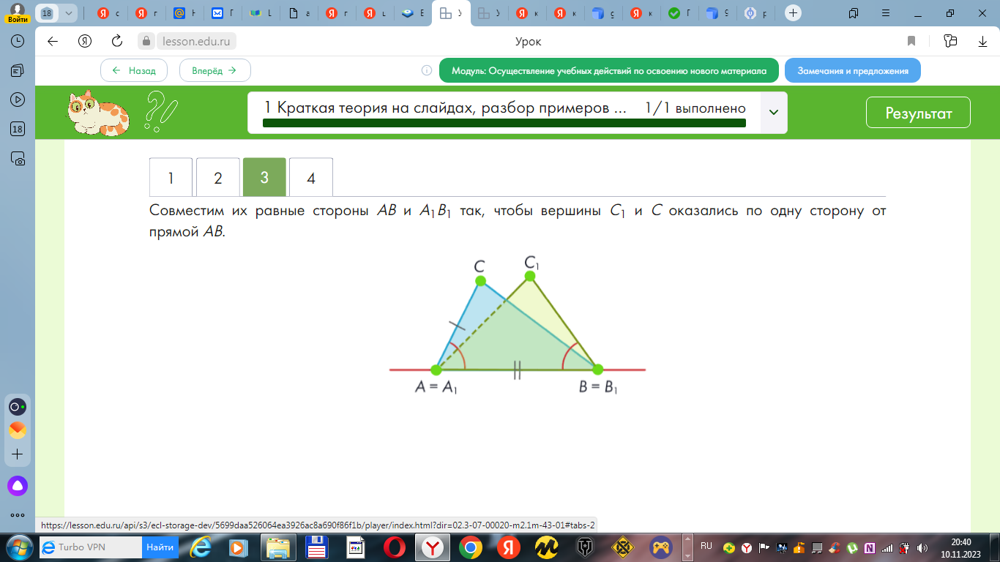 18
Я с
Я г
Н
Г
L
а
Я г
Я ц
Е
У
У
Я к
Я к
g
Я к
Г
9
р
Войти
Я
lesson.edu.ru
Урок
Назад
Вперёд
Модуль: Осуществление учебных действий по освоению нового материала
Замечания и предложения
1 Краткая теория на слайдах, разбор примеров ... 1/1 выполнено
Результат
18
1 2 3 4
Совместим их равные стороны AB и A₁B₁ так, чтобы вершины C₁ и C оказались по одну сторону от
прямой AB.
C
C₁
A = A₁
B = B₁
https://lesson.edu.ru/api/s3/ecl-storage-dev/5699daa526064ea3926ac8a690f86f1b/player/index.html?dir=02.3-07-00020-m2.1m-43-01#tabs-2
Turbo VPN
Найти
RU
20:40
10.11.2023